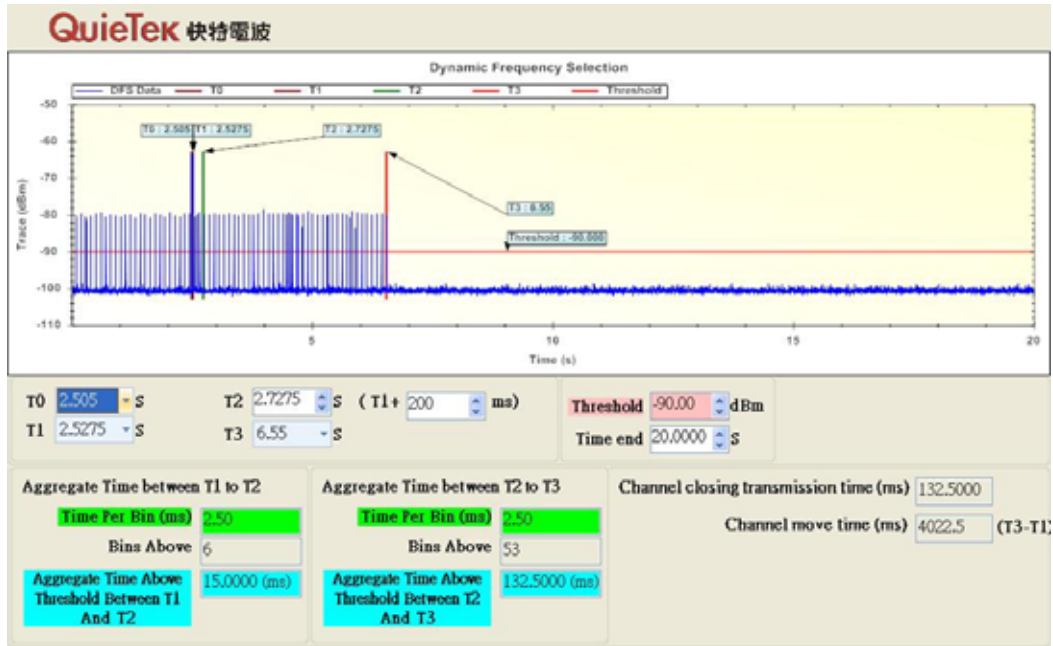 QuieTek 快特電波
Dynamic Frequency Selection
DFS Data T0 T1 T2 T3 Threshold
-50
-60
-70
-80
-90
-100
-110
Trace (dBm)
T0 : 2.505 T1 : 2.5275
T2 : 2.7275
T3 : 6.55
Threshold : -90.000
5 10 15 20
Time (s)
T0 2.505 S
T2 2.7275 S ( T1+ 200 ms)
T1 2.5275 S
T3 6.55 S
Threshold -90.00 dBm
Time end 20.0000 S
Aggregate Time between T1 to T2
Time Per Bin (ms) 2.50
Bins Above 6
Aggregate Time Above
Threshold Between T1
And T2
15.0000 (ms)
Aggregate Time between T2 to T3
Time Per Bin (ms) 2.50
Bins Above 53
Aggregate Time Above
Threshold Between T2
And T3
132.5000 (ms)
Channel closing transmission time (ms) 132.5000
Channel move time (ms) 4022.5 (T3-T1)